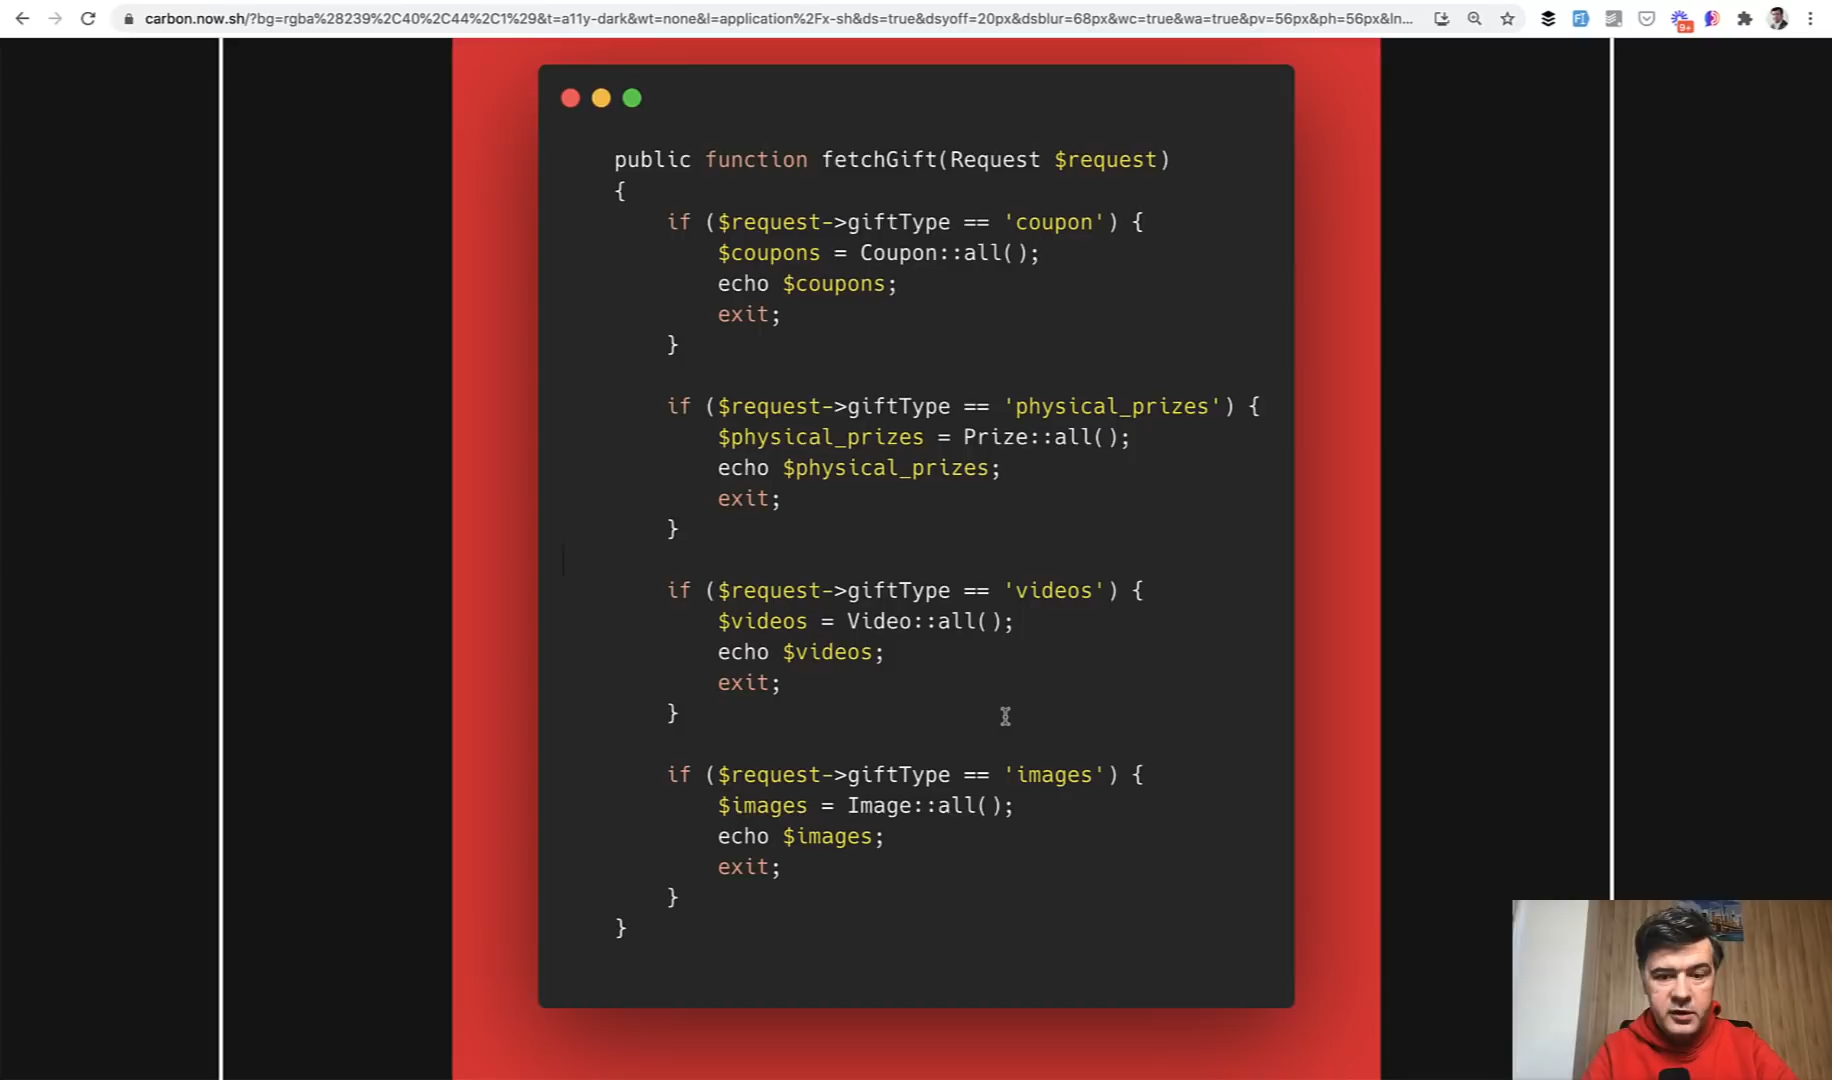 carbon.now.sh/?bg=rgba%28239%2C40%2C44%2C1%29&t=a11y-dark&wt=none&l=application%2Fx-sh&ds=true&dsyoff=20px&dsblur=68px&wc=true&wa=true&pv=56px&ph=56px&ln...
9+
public function fetchGift(Request $request)
{
    if ($request->giftType == 'coupon') {
        $coupons = Coupon::all();
        echo $coupons;
        exit;
    }

    if ($request->giftType == 'physical_prizes') {
        $physical_prizes = Prize::all();
        echo $physical_prizes;
        exit;
    }

    if ($request->giftType == 'videos') {
        $videos = Video::all();
        echo $videos;
        exit;
    }

    if ($request->giftType == 'images') {
        $images = Image::all();
        echo $images;
        exit;
    }
}